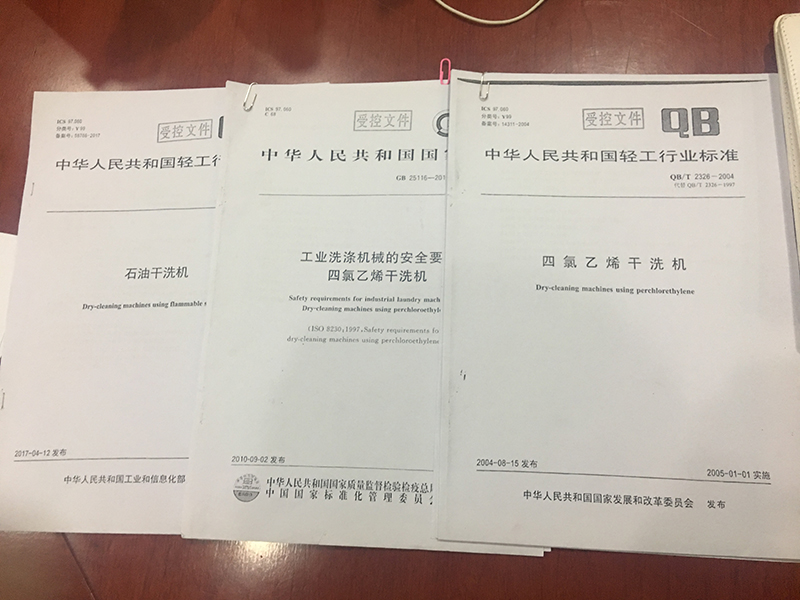 ICS 97.060
分类号：Y 68
备案号：58700-2017
受控文件
中华人民共和国轻工行
石油干洗机
Dry-cleaning machines using flammable s
2017-04-12 发布
中华人民共和国工业和信息化部
ICS 97.060
受控文件
中华人民共和国国
GB 25116—201
工业洗涤机械的安全要
四氯乙烯干洗机
Safety requirements for industrial laundry mach
Dry-cleaning machines using perchloroethyle
(ISO 8230:1997,Safety requirements fo
dry-cleaning machines using perchloroethylene
2010-09-02 发布
中华人民共和国国家质量监督检验检疫总局
中国国家标准化管理委员会
ICS 97.060
分类号：Y 68
备案号：14311-2004
受控文件
QB
中华人民共和国轻工行业标准
QB/T 2326－2004
代替 QB/T 2326－1997
四氯乙烯干洗机
Dry-cleaning machines using perchlorethylene
2004-08-15 发布
2005-01-01 实施
中华人民共和国国家发展和改革委员会 发布